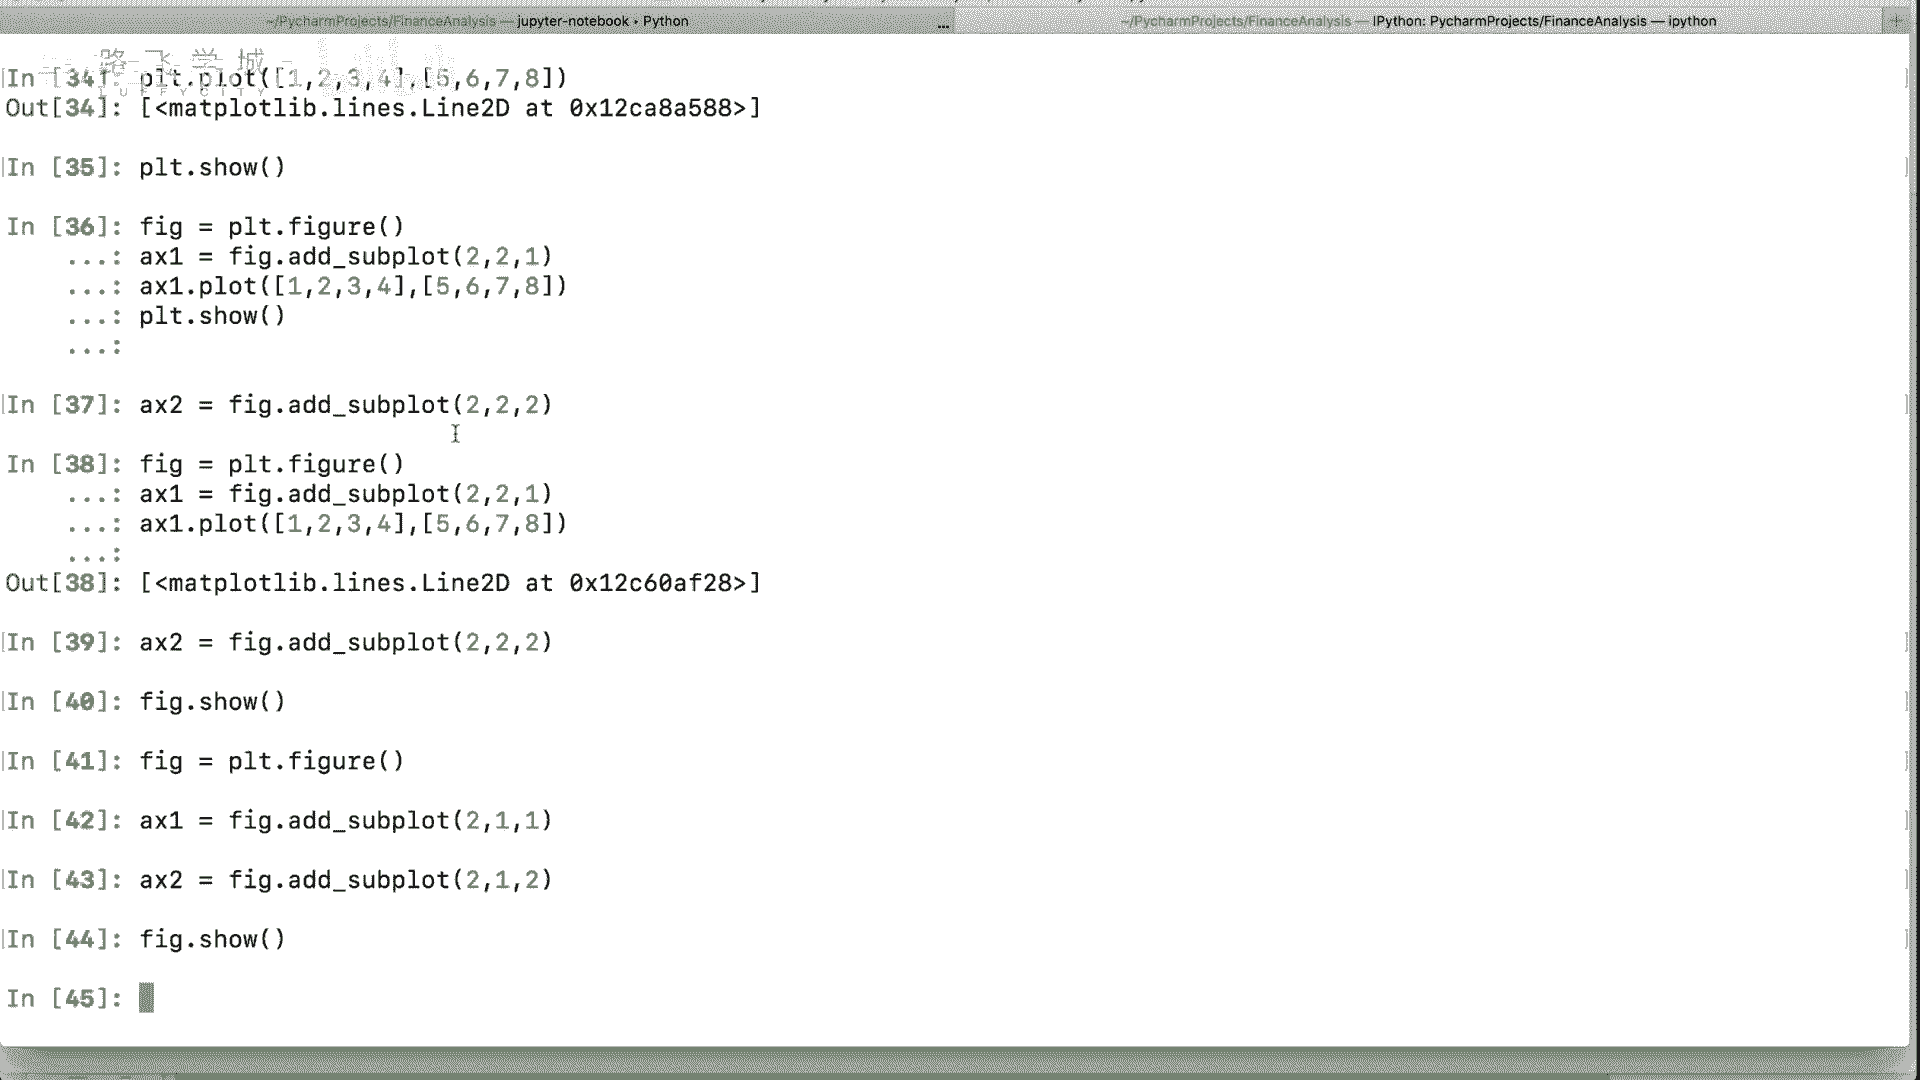 ~/PycharmProjects/FinanceAnalysis — jupyter-notebook • Python ...
~/PycharmProjects/FinanceAnalysis — IPython: PycharmProjects/FinanceAnalysis — ipython +
路飞学城
LUFFYCITY
In [34]: plt.plot([1,2,3,4],[5,6,7,8])
Out[34]: [<matplotlib.lines.Line2D at 0x12ca8a588>]
In [35]: plt.show()
In [36]: fig = plt.figure()
...: ax1 = fig.add_subplot(2,2,1)
...: ax1.plot([1,2,3,4],[5,6,7,8])
...: plt.show()
...:
In [37]: ax2 = fig.add_subplot(2,2,2)
In [38]: fig = plt.figure()
...: ax1 = fig.add_subplot(2,2,1)
...: ax1.plot([1,2,3,4],[5,6,7,8])
...:
Out[38]: [<matplotlib.lines.Line2D at 0x12c60af28>]
In [39]: ax2 = fig.add_subplot(2,2,2)
In [40]: fig.show()
In [41]: fig = plt.figure()
In [42]: ax1 = fig.add_subplot(2,1,1)
In [43]: ax2 = fig.add_subplot(2,1,2)
In [44]: fig.show()
In [45]: